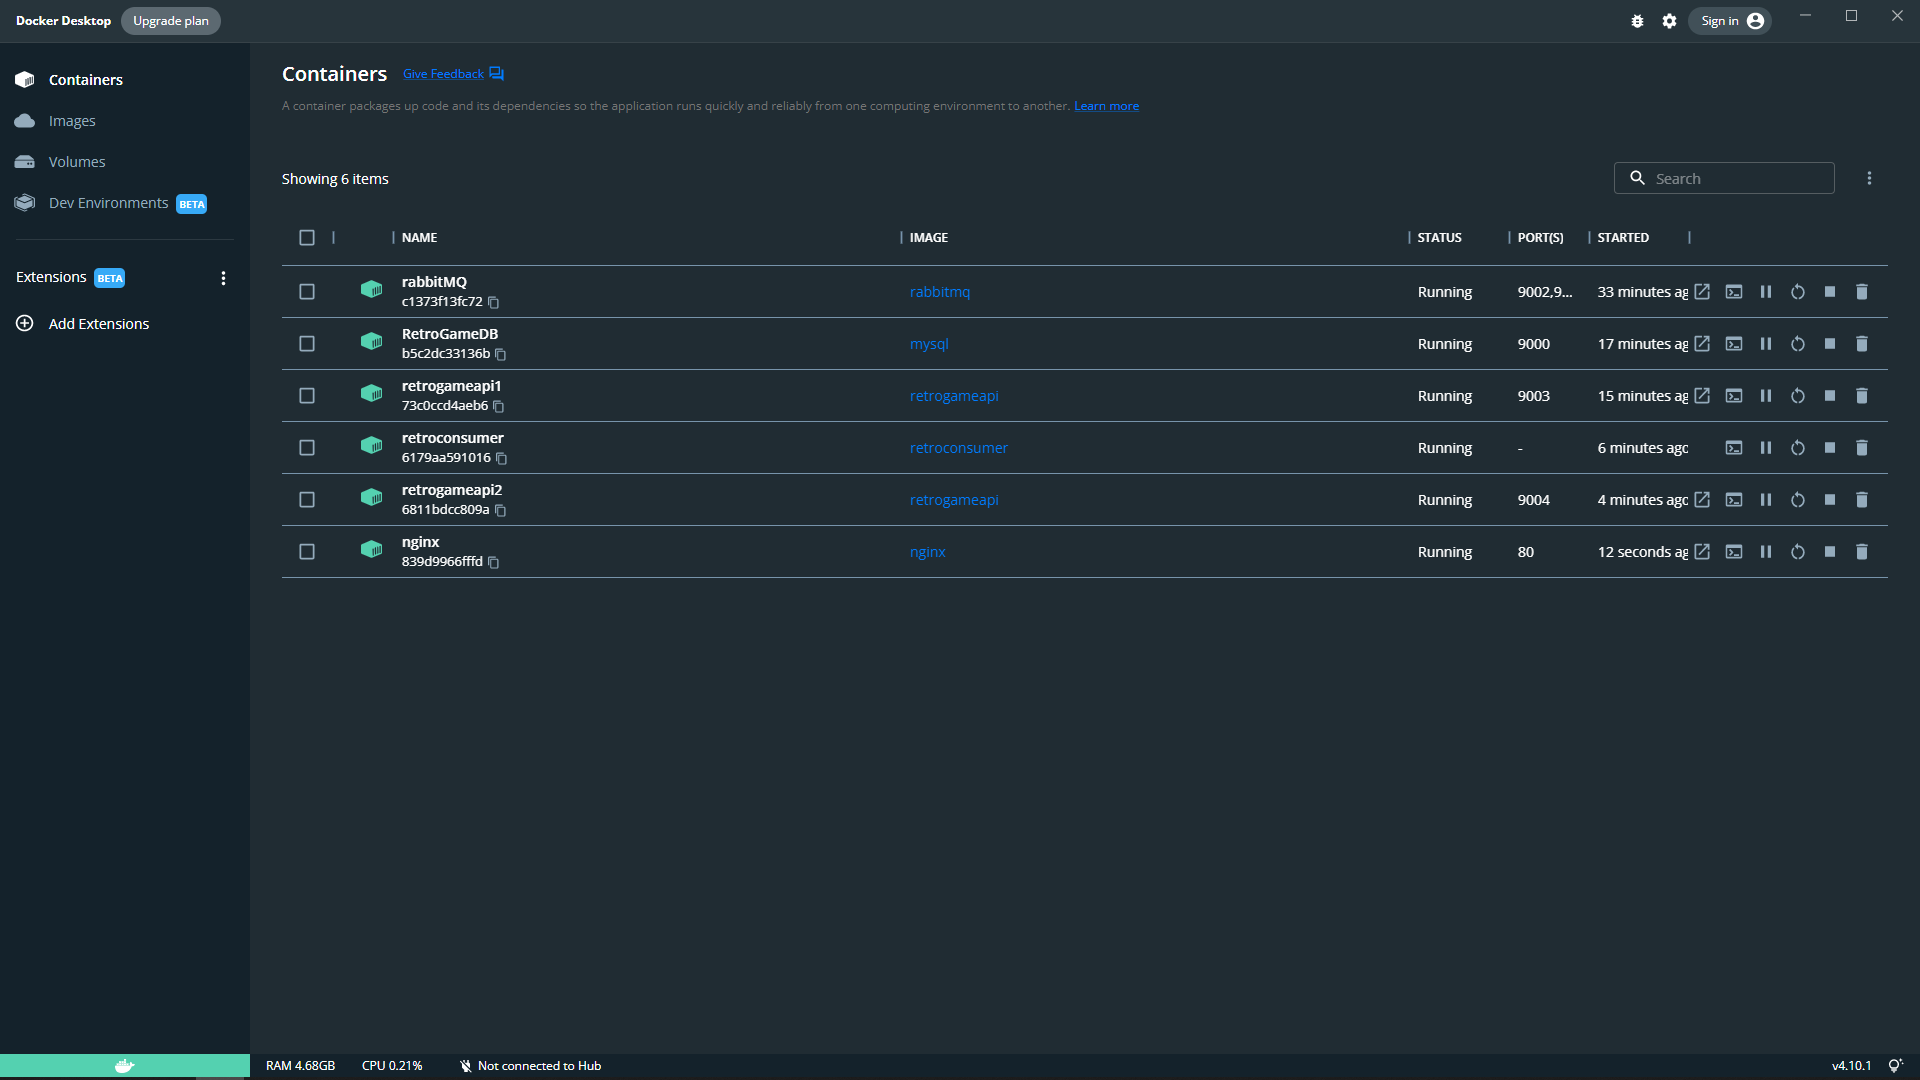 Docker Desktop Upgrade plan Sign in
Containers
Images
Volumes
Dev Environments BETA
Extensions BETA
Add Extensions
Containers Give Feedback
A container packages up code and its dependencies so the application runs quickly and reliably from one computing environment to another. Learn more
Showing 6 items Search
NAME IMAGE STATUS PORT(S) STARTED
rabbitMQ
c1373f13fc72 rabbitmq Running 9002,9... 33 minutes ag
RetroGameDB
b5c2dc33136b mysql Running 9000 17 minutes ag
retrogameapi1
73c0ccd4aeb6 retrogameapi Running 9003 15 minutes ag
retroconsumer
6179aa591016 retroconsumer Running - 6 minutes ago
retrogameapi2
6811bdcc809a retrogameapi Running 9004 4 minutes ago
nginx
839d9966fffd nginx Running 80 12 seconds ag
RAM 4.68GB CPU 0.21% Not connected to Hub v4.10.1